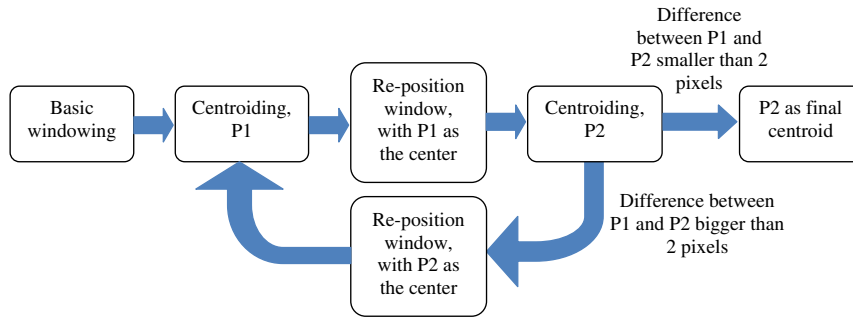 Basic
windowing
Centroiding,
P1
Re-position
window,
with P1 as
the center
Centroiding,
P2
Difference
between P1 and
P2 smaller than 2
pixels
P2 as final
centroid
Difference between
P1 and P2 bigger than
2 pixels
Re-position
window,
with P2 as
the center